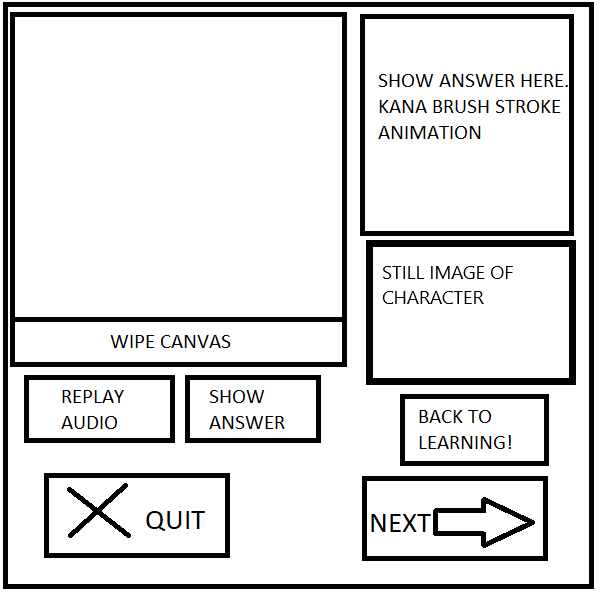 SHOW ANSWER HERE.
KANA BRUSH STROKE
ANIMATION
STILL IMAGE OF
CHARACTER
WIPE CANVAS
REPLAY
AUDIO
SHOW
ANSWER
BACK TO
LEARNING!
QUIT
NEXT